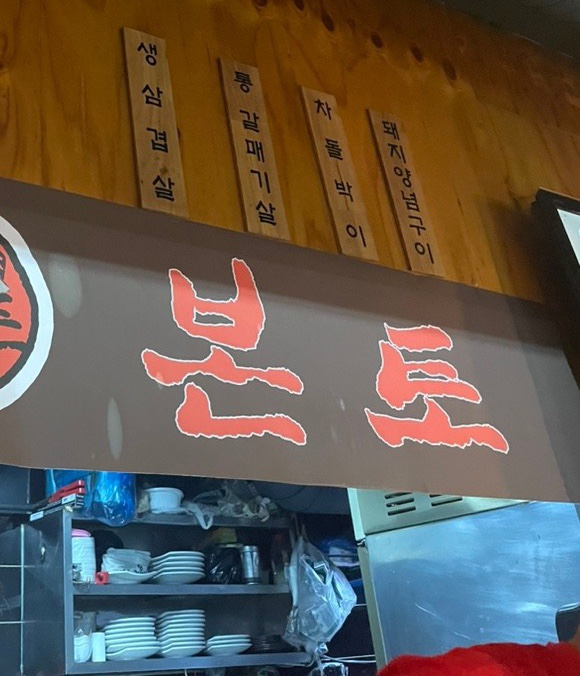 생삼겹살
통갈매기살
차돌박이
돼지양념구이
본토